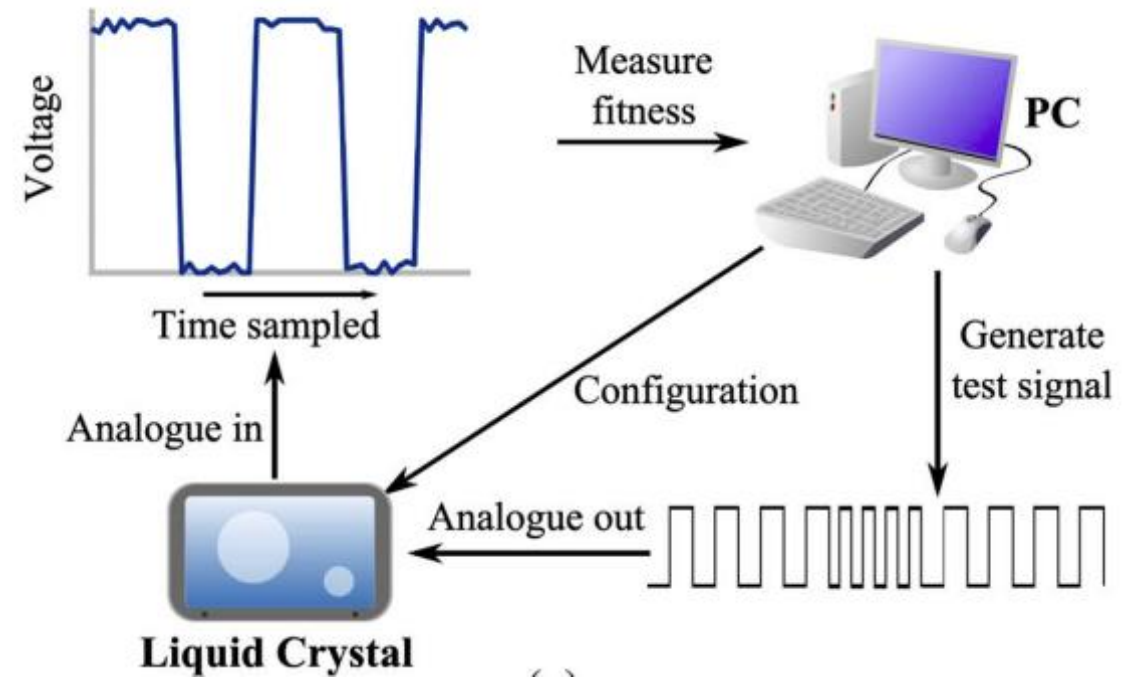 Voltage
Time sampled
Measure
fitness
PC
Generate
test signal
Configuration
Analogue in
Analogue out
Liquid Crystal